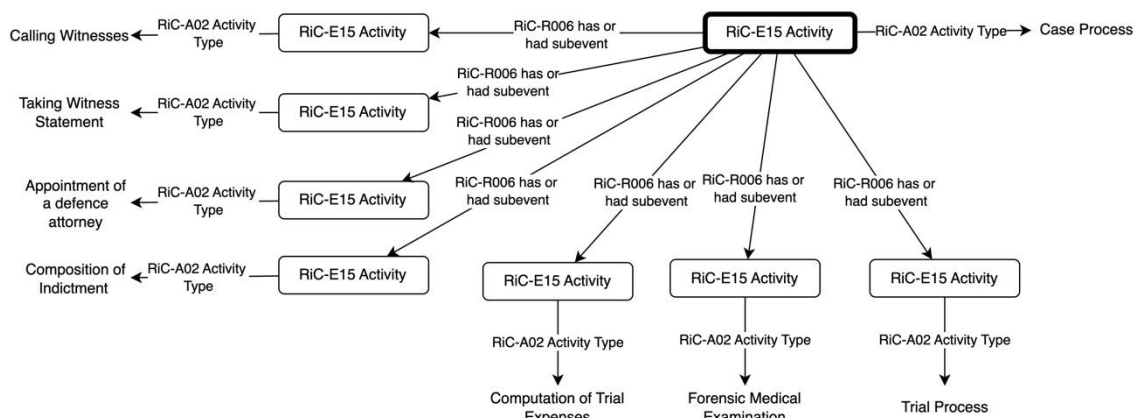 Calling Witnesses
RiC-A02 Activity
Type
RiC-E15 Activity
RiC-R006 has or
had subevent
RiC-E15 Activity
RiC-A02 Activity Type
Case Process
Taking Witness
Statement
RiC-A02 Activity
Type
RiC-E15 Activity
RiC-R006 has or
had subevent
Appointment of
a defence
attorney
RiC-A02 Activity
Type
RiC-E15 Activity
RiC-R006 has or
had subevent
Composition of
Indictment
RiC-A02 Activity
Type
RiC-E15 Activity
RiC-R006 has or
had subevent
RiC-R006 has or
had subevent
RiC-R006 has or
had subevent
RiC-R006 has or
had subevent
RiC-E15 Activity
RiC-E15 Activity
RiC-E15 Activity
RiC-A02 Activity Type
RiC-A02 Activity Type
RiC-A02 Activity Type
Computation of Trial
Expenses
Forensic Medical
Examination
Trial Process